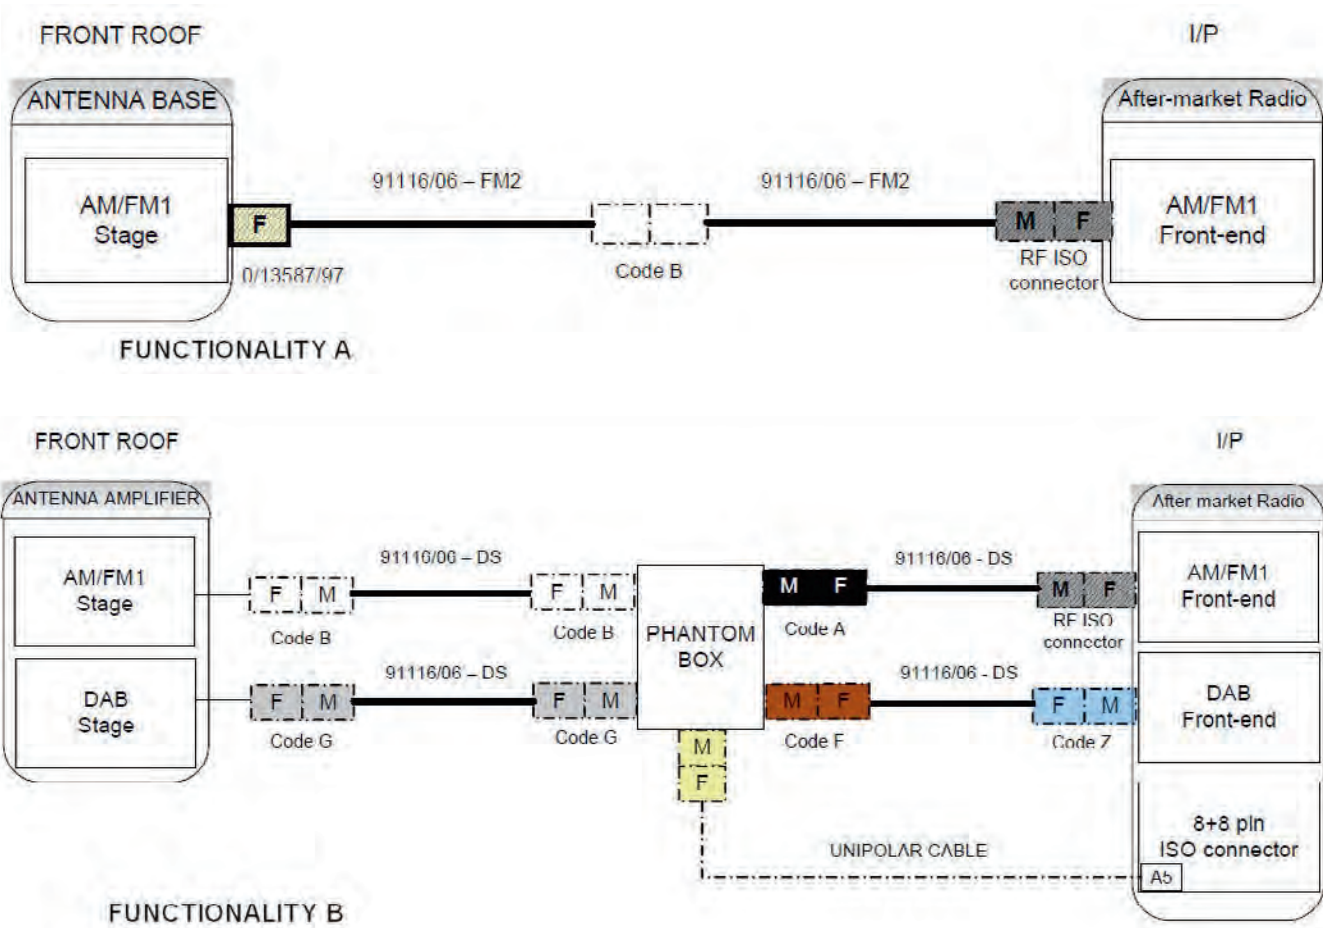 FRONT ROOF
I/P
ANTENNA BASE
After-market Radio
AM/FM1
Stage
F
0/13587/97
91116/06 – FM2
Code B
91116/06 – FM2
M F
RF ISO
connector
AM/FM1
Front-end
FUNCTIONALITY A
FRONT ROOF
I/P
ANTENNA AMPLIFIER
After market Radio
AM/FM1
Stage
F M
Code B
91116/06 – DS
F M
Code B
PHANTOM
BOX
M F
Code A
91116/06 - DS
M F
RF ISO
connector
AM/FM1
Front-end
DAB
Stage
F M
Code G
91116/06 – DS
F M
Code G
M F
Code F
91116/06 - DS
F M
Code Z
DAB
Front-end
M
F
UNIPOLAR CABLE
8+8 pin
ISO connector
A5
FUNCTIONALITY B